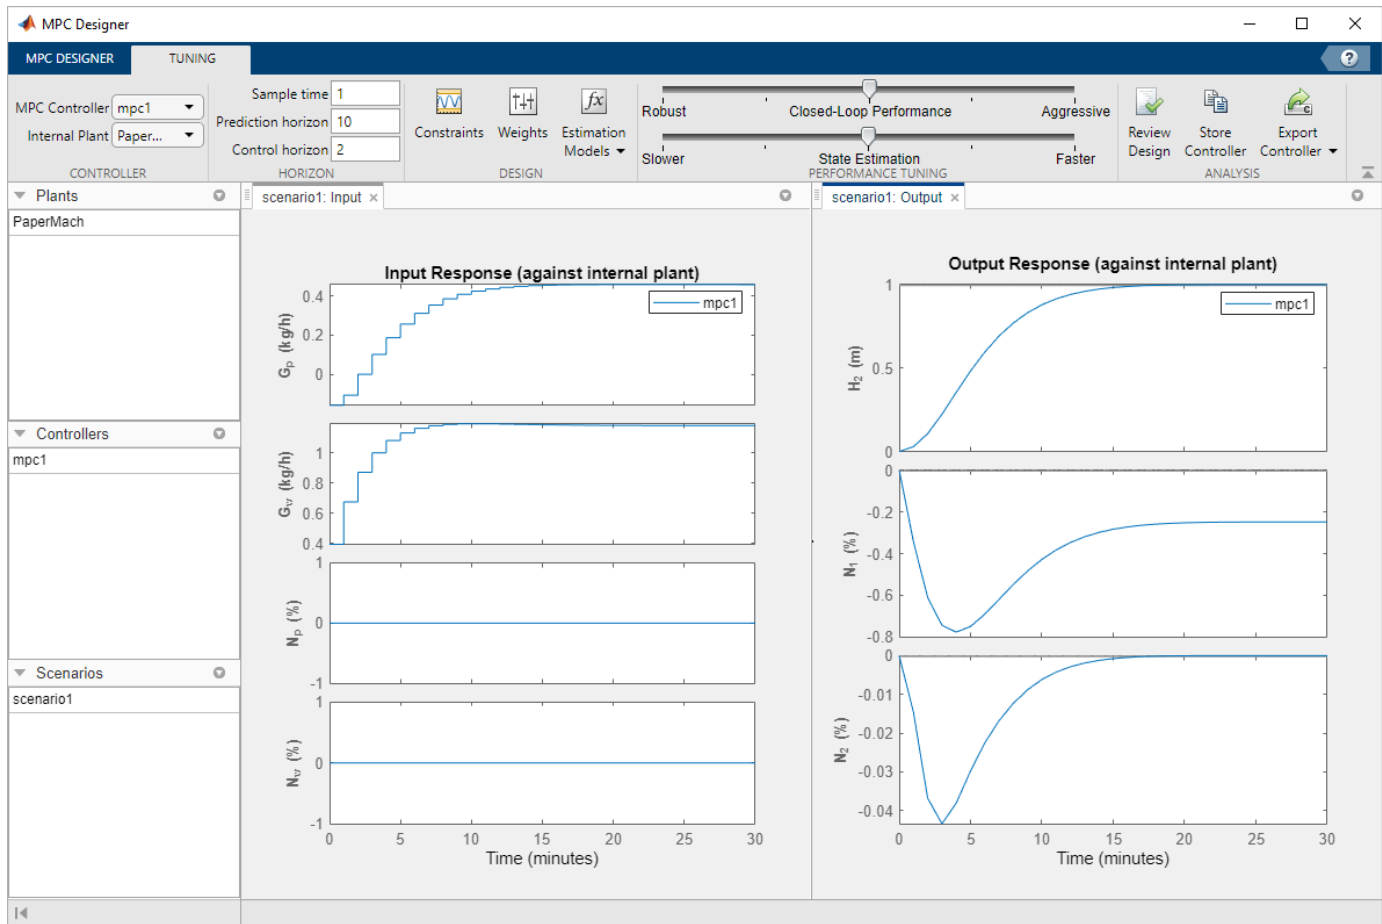 MPC Designer
MPC DESIGNER
TUNING
?
MPC Controller mpc1
Internal Plant Paper...
CONTROLLER
Sample time 1
Prediction horizon 10
Control horizon 2
HORIZON
Constraints
Weights
fx
Estimation
Models
DESIGN
Robust
Closed-Loop Performance
Aggressive
Slower
State Estimation
Faster
PERFORMANCE TUNING
Review
Design
Store
Controller
C
Export
Controller
ANALYSIS
Plants
PaperMach
Controllers
mpc1
Scenarios
scenario1
scenario1: Input
Input Response (against internal plant)
mpc1
Gp (kg/h)
0.4
0.2
0
Gw (kg/h)
1
0.8
0.6
0.4
Np (%)
1
0
-1
Nw (%)
1
0
-1
0 5 10 15 20 25 30
Time (minutes)
scenario1: Output
Output Response (against internal plant)
mpc1
H2 (m)
1
0.5
0
N1 (%)
0
-0.2
-0.4
-0.6
-0.8
N2 (%)
0
-0.01
-0.02
-0.03
-0.04
0 5 10 15 20 25 30
Time (minutes)